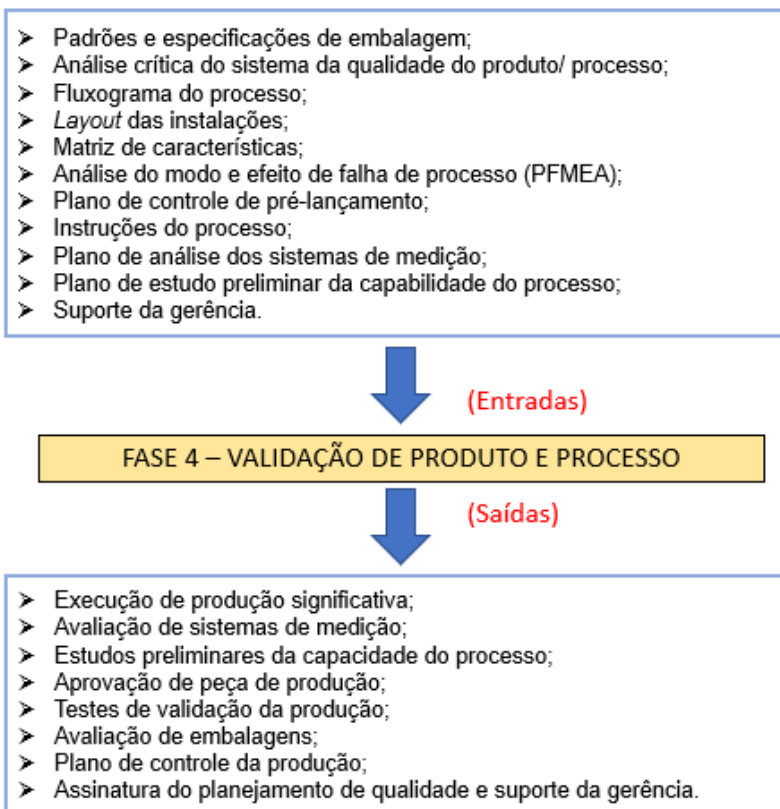 ➤ Padrões e especificações de embalagem;
➤ Análise crítica do sistema da qualidade do produto/ processo;
➤ Fluxograma do processo;
➤ Layout das instalações;
➤ Matriz de características;
➤ Análise do modo e efeito de falha de processo (PFMEA);
➤ Plano de controle de pré-lançamento;
➤ Instruções do processo;
➤ Plano de análise dos sistemas de medição;
➤ Plano de estudo preliminar da capabilidade do processo;
➤ Suporte da gerência.
(Entradas)
FASE 4 – VALIDAÇÃO DE PRODUTO E PROCESSO
(Saídas)
➤ Execução de produção significativa;
➤ Avaliação de sistemas de medição;
➤ Estudos preliminares da capacidade do processo;
➤ Aprovação de peça de produção;
➤ Testes de validação da produção;
➤ Avaliação de embalagens;
➤ Plano de controle da produção;
➤ Assinatura do planejamento de qualidade e suporte da gerência.